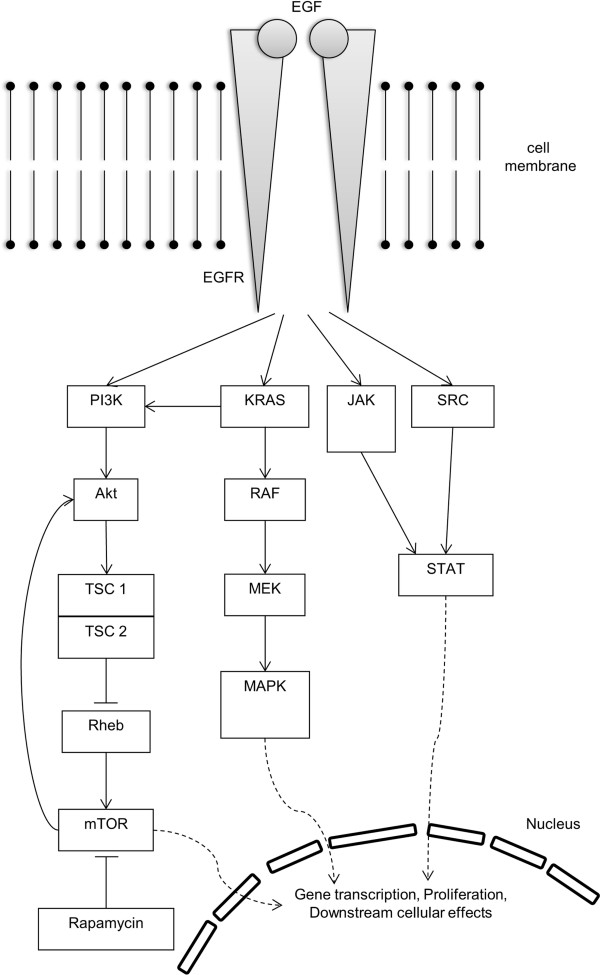 EGF
cell
membrane
EGFR
PI3K
KRAS
JAK
SRC
Akt
RAF
STAT
TSC 1
MEK
TSC 2
MAPK
Rheb
mTOR
Nucleus
Gene transcription, Proliferation,
Downstream cellular effects
Rapamycin